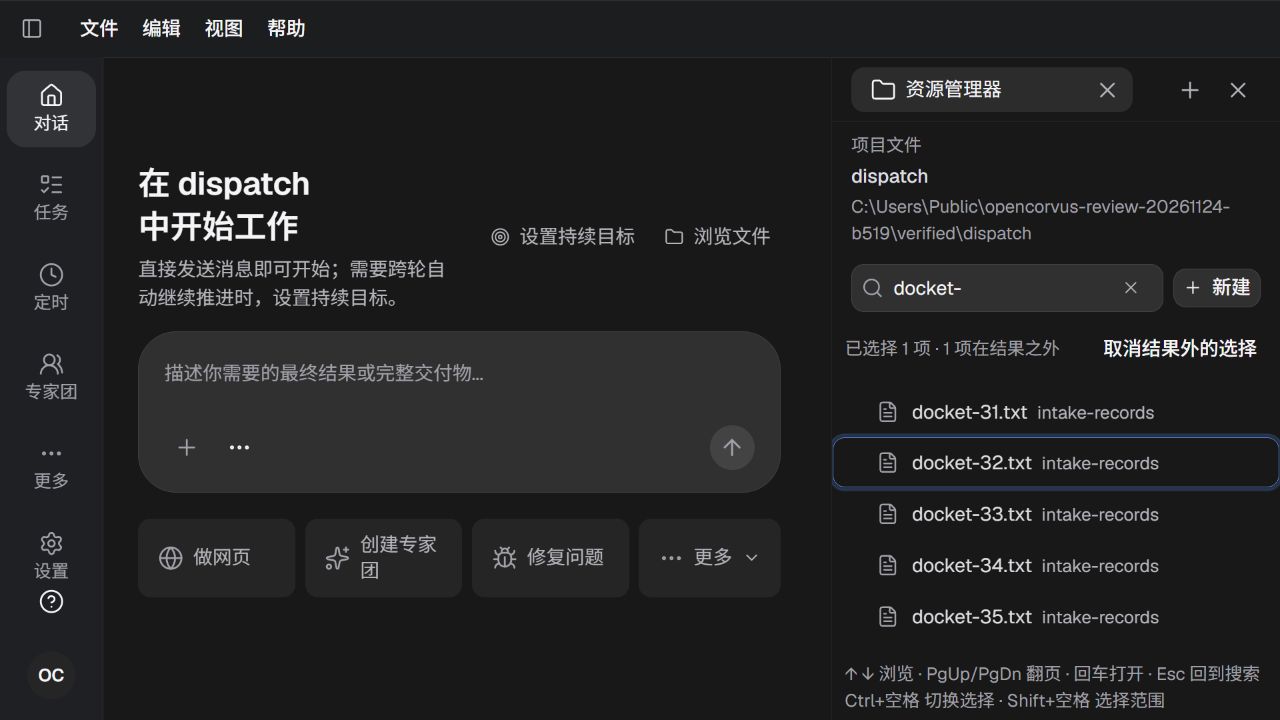 文件 编辑 视图 帮助
对话
任务
定时
专家团
更多
设置
OC
在 dispatch
中开始工作
直接发送消息即可开始；需要跨轮自
动继续推进时，设置持续目标。
设置持续目标 浏览文件
描述你需要的最终结果或完整交付物...
做网页
创建专家
团
修复问题
更多
资源管理器
项目文件
dispatch
C:\Users\Public\opencorvus-review-20261124-
b519\verified\dispatch
docket-
新建
已选择 1 项 · 1 项在结果之外 取消结果外的选择
docket-31.txt intake-records
docket-32.txt intake-records
docket-33.txt intake-records
docket-34.txt intake-records
docket-35.txt intake-records
↑↓ 浏览 · PgUp/PgDn 翻页 · 回车打开 · Esc 回到搜索
Ctrl+空格 切换选择 · Shift+空格 选择范围